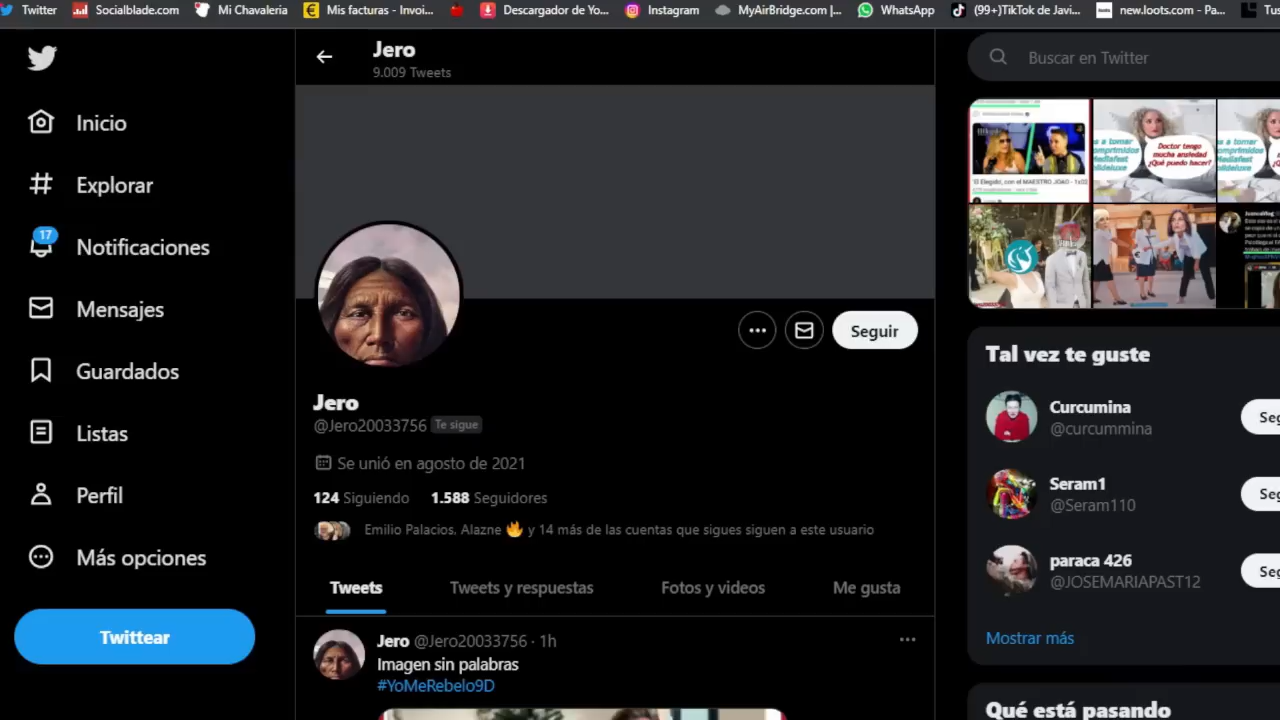 Twitter
Socialblade.com
Mi Chavaleria
Mis facturas - Invoi...
Descargador de Yo...
Instagram
MyAirBridge.com |...
WhatsApp
(99+)TikTok de Javi...
new.loots.com - Pa...
Tus
Jero
9.009 Tweets
Buscar en Twitter
Inicio
Explorar
17
Notificaciones
Mensajes
Guardados
Listas
Perfil
Más opciones
Twittear
Seguir
Jero
@Jero20033756 Te sigue
Se unió en agosto de 2021
124 Siguiendo 1.588 Seguidores
Emilio Palacios, Alazne 🔥 y 14 más de las cuentas que sigues siguen a este usuario
Tweets
Tweets y respuestas
Fotos y videos
Me gusta
Jero @Jero20033756 · 1h
Imagen sin palabras
#YoMeRebelo9D
Doctor tengo
mucha ansiedad
¿Qué puedo hacer?
Tal vez te guste
Curcumina
@curcummina
Seg
Seram1
@Seram110
Seg
paraca 426
@JOSEMARIAPAST12
Seg
Mostrar más
Qué está pasando